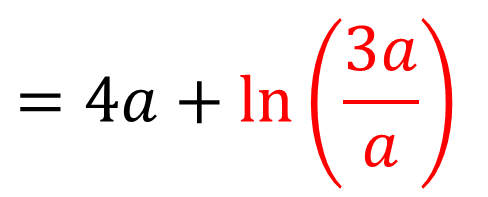 = 4a + ln(3a/a)